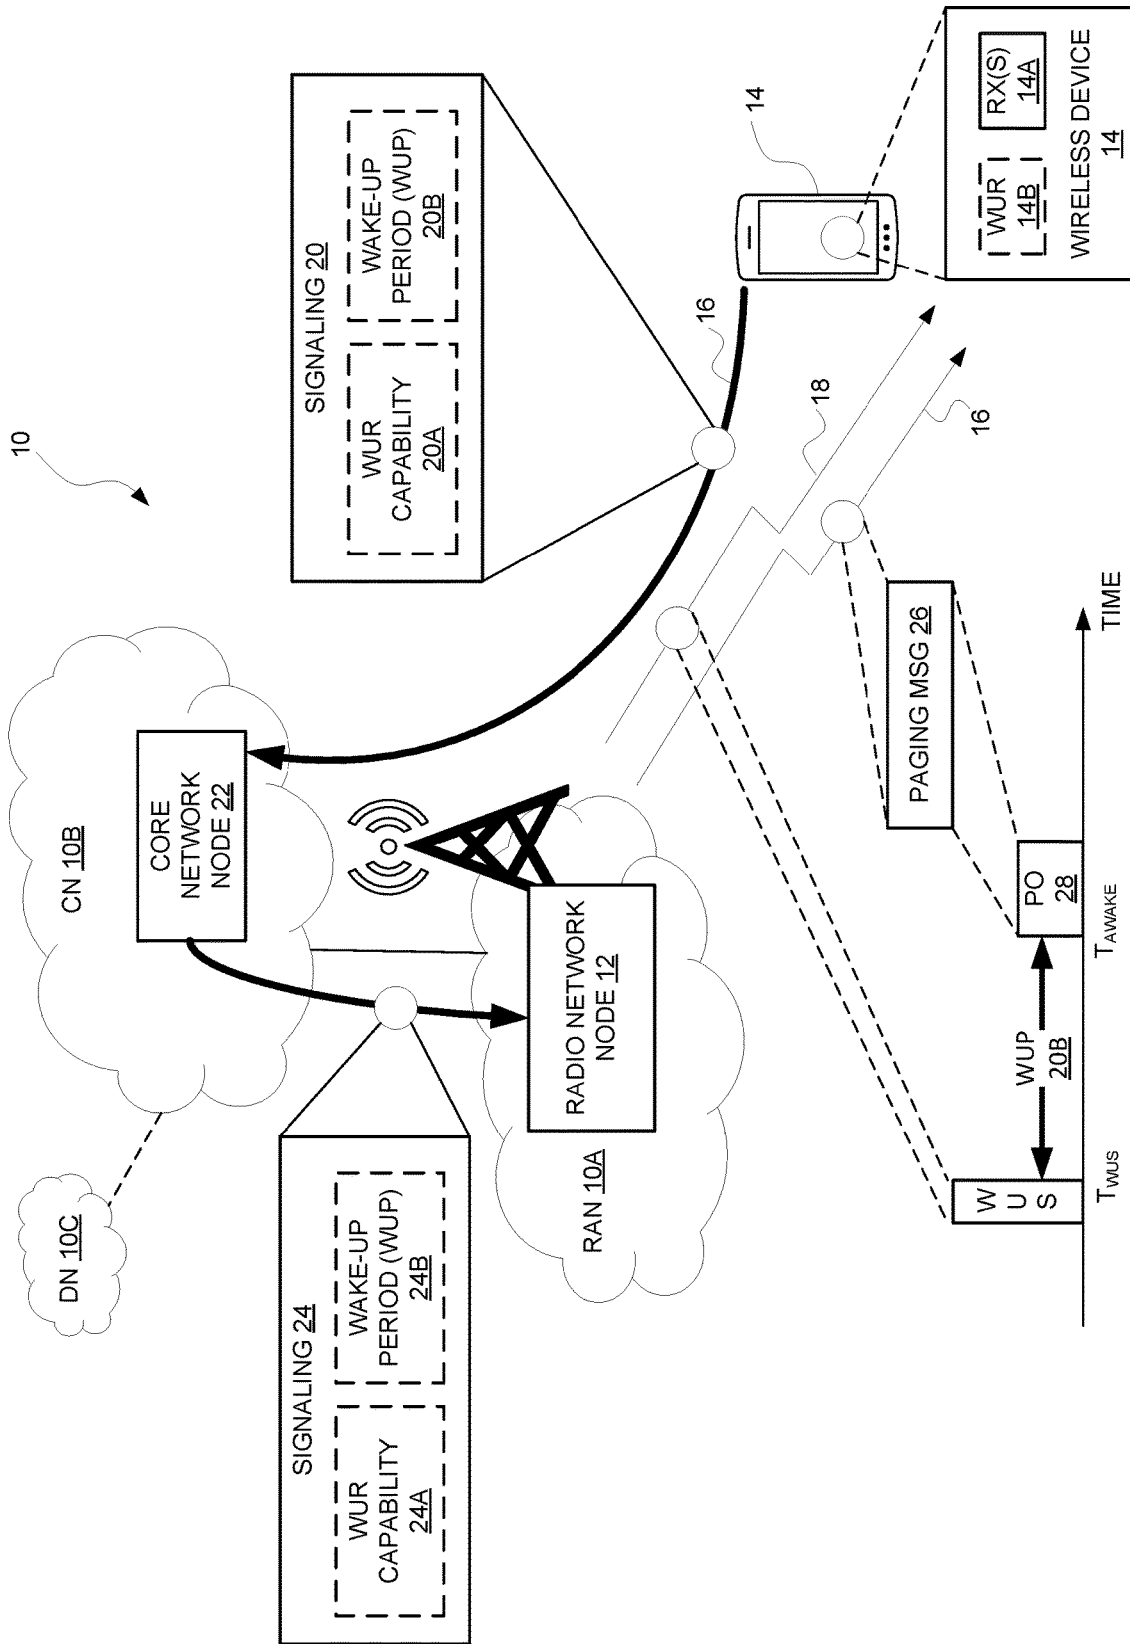 10
DN 10C
CN 10B
CORE
NETWORK
NODE 22
SIGNALING 24
WUR
CAPABILITY
24A
WAKE-UP
PERIOD (WUP)
24B
SIGNALING 20
WUR
CAPABILITY
20A
WAKE-UP
PERIOD (WUP)
20B
RAN 10A
RADIO NETWORK
NODE 12
16
14
18
16
WUR
14B
RX(S)
14A
WIRELESS DEVICE
14
PAGING MSG 26
W
U
S
WUP
20B
PO
28
TWUS
TAWAKE
TIME